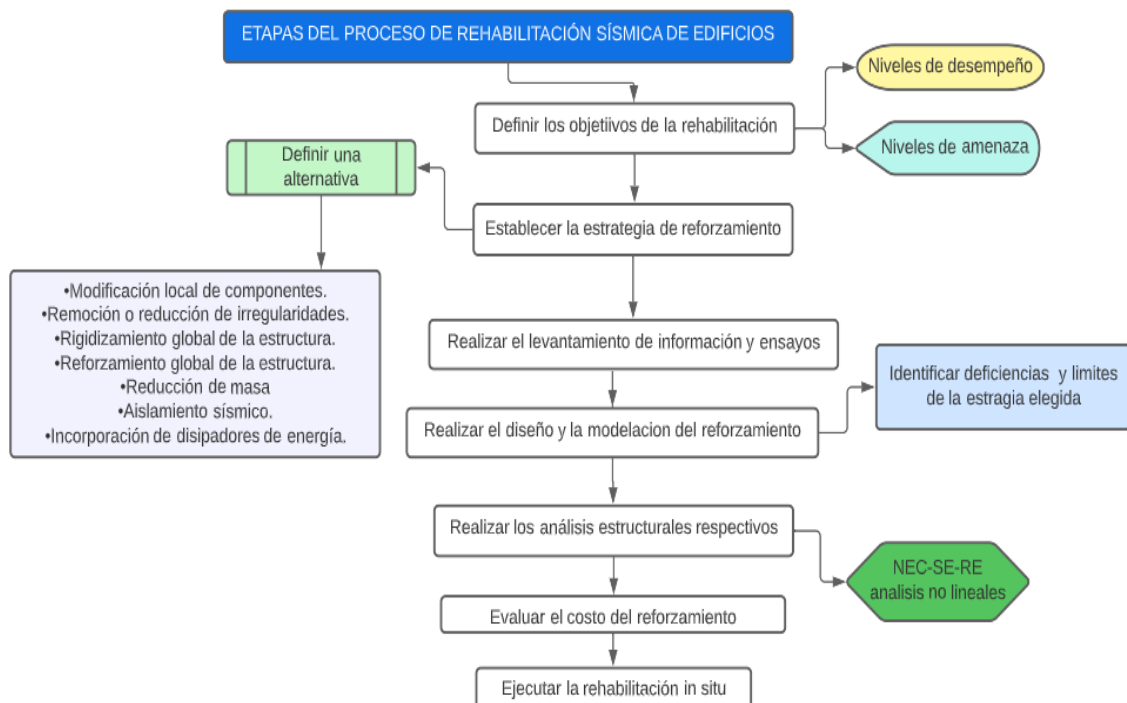 ETAPAS DEL PROCESO DE REHABILITACIÓN SÍSMICA DE EDIFICIOS
Niveles de desempeño
Definir los objetiivos de la rehabilitación
Niveles de amenaza
Definir una
alternativa
Establecer la estrategia de reforzamiento
•Modificación local de componentes.
•Remoción o reducción de irregularidades.
•Rigidizamiento global de la estructura.
•Reforzamiento global de la estructura.
•Reducción de masa
•Aislamiento sísmico.
•Incorporación de disipadores de energía.
Realizar el levantamiento de información y ensayos
Identificar deficiencias y limites
de la estragia elegida
Realizar el diseño y la modelacion del reforzamiento
Realizar los análisis estructurales respectivos
NEC-SE-RE
analisis no lineales
Evaluar el costo del reforzamiento
Ejecutar la rehabilitación in situ